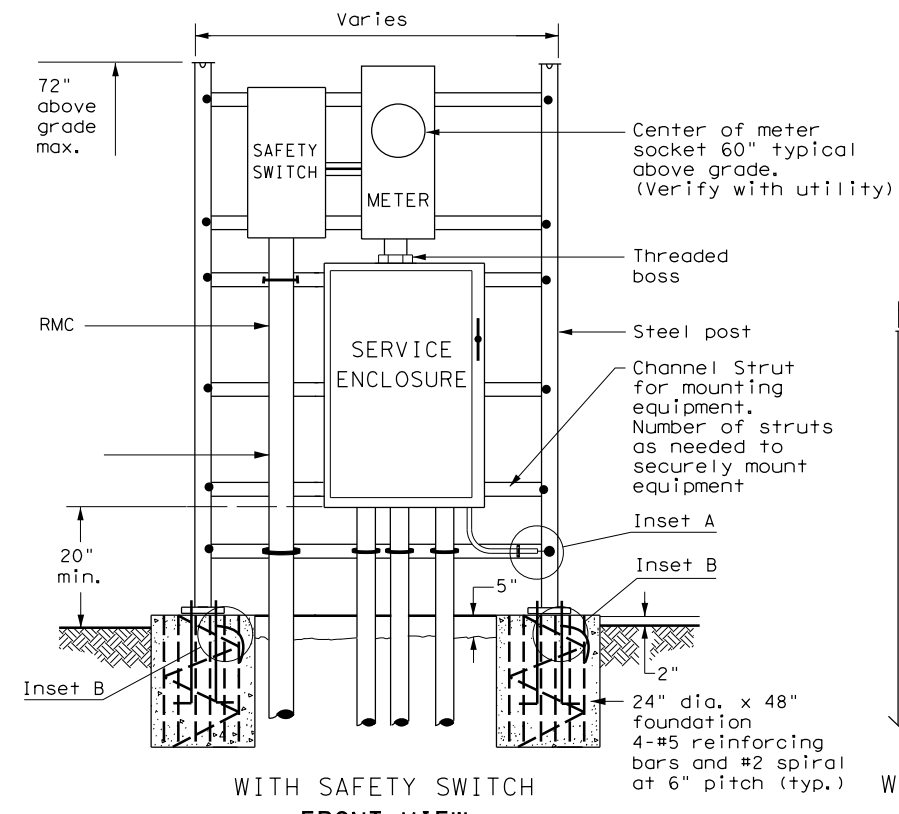 Varies
72"
above
grade
max.
SAFETY
SWITCH
METER
Center of meter
socket 60" typical
above grade.
(Verify with utility)
Threaded
boss
RMC
Steel post
SERVICE
ENCLOSURE
Channel Strut
for mounting
equipment.
Number of struts
as needed to
securely mount
equipment
Inset A
20"
min.
5"
Inset B
2"
Inset B
24" dia. x 48"
foundation
4-#5 reinforcing
bars and #2 spiral
at 6" pitch (typ.)
WITH SAFETY SWITCH
W
FRONT VIEW